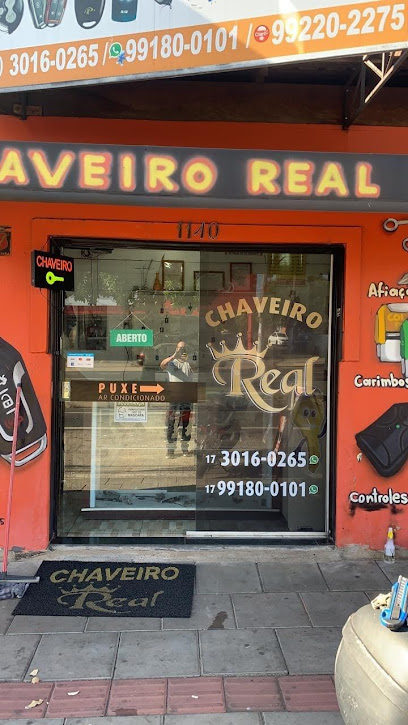 ) 3016-0265 / 99180-0101 / 99220-2275
AVEIRO REAL
1140
CHAVEIRO
ABERTO
CHAVEIRO
Real
PUXE
AR CONDICIONADO
17 3016-0265
17 99180-0101
Afiaç
Carimbos
Controles
CHAVEIRO
Real